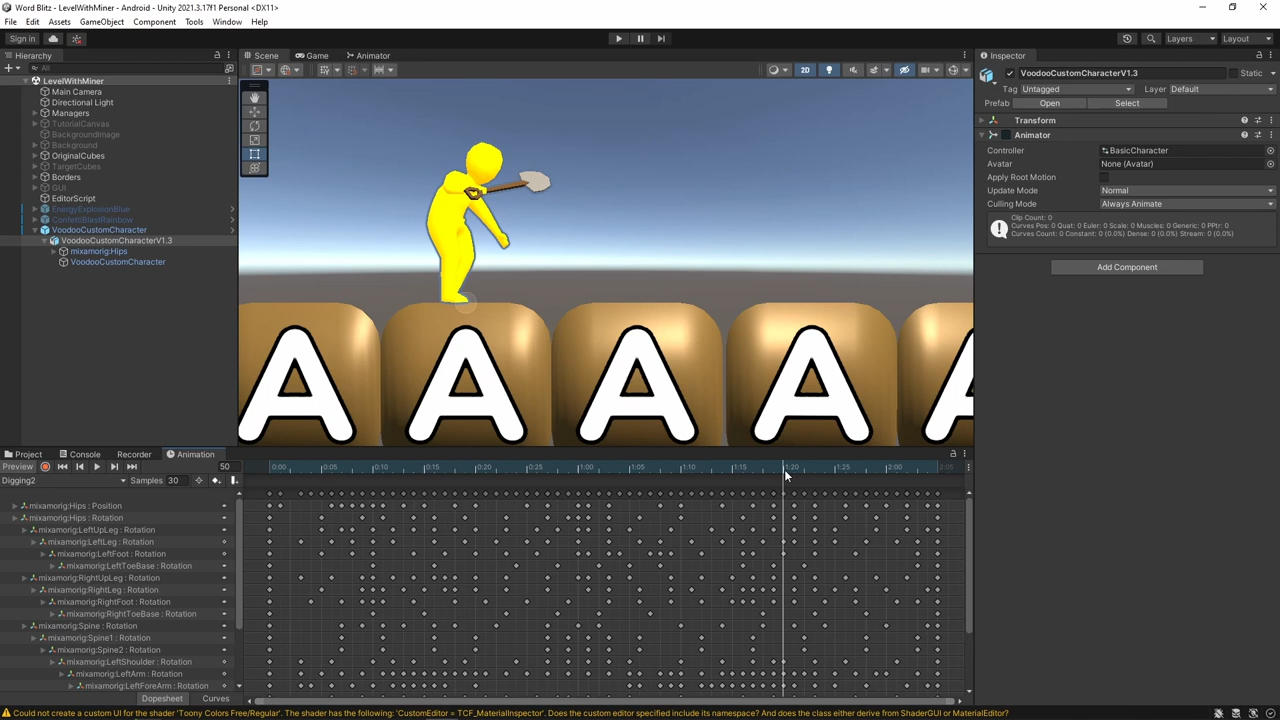 Word Blitz - LevelWithMiner - Android - Unity 2021.3.17f1 Personal <DX11>
File Edit Assets GameObject Component Tools Window Help
Sign in Layers Layout
Hierarchy Scene Game Animator Inspector
All 2D
LevelWithMiner
Main Camera
Directional Light
Managers
TutorialCanvas
BackgroundImage
Background
OriginalCubes
TargetCubes
Borders
GUI
EditorScript
EnergyExplosionBlue
ConfettiBlastRainbow
VoodooCustomCharacter
VoodooCustomCharacterV1.3
mixamorig:Hips
VoodooCustomCharacter
VoodooCustomCharacterV1.3 Static
Tag Untagged Layer Default
Prefab Open Select
Transform
Animator
Controller BasicCharacter
Avatar None (Avatar)
Apply Root Motion
Update Mode Normal
Culling Mode Always Animate
Clip Count: 0
Curves Pos: 0 Quat: 0 Euler: 0 Scale: 0 Muscles: 0 Generic: 0 PPtr: 0
Curves Count: 0 Constant: 0 (0.0%) Dense: 0 (0.0%) Stream: 0 (0.0%)
Add Component
A A A A A
Project Console Recorder Animation
Preview 50 0:00 0:05 0:10 0:15 0:20 0:25 1:00 1:05 1:10 1:15 1:20 1:25 2:00 2:05
Digging2 Samples 30
mixamorig:Hips : Position
mixamorig:Hips : Rotation
mixamorig:LeftUpLeg : Rotation
mixamorig:LeftLeg : Rotation
mixamorig:LeftFoot : Rotation
mixamorig:LeftToeBase : Rotation
mixamorig:RightUpLeg : Rotation
mixamorig:RightLeg : Rotation
mixamorig:RightFoot : Rotation
mixamorig:RightToeBase : Rotation
mixamorig:Spine : Rotation
mixamorig:Spine1 : Rotation
mixamorig:Spine2 : Rotation
mixamorig:LeftShoulder : Rotation
mixamorig:LeftArm : Rotation
mixamorig:LeftForeArm : Rotation
Dopesheet Curves
Could not create a custom UI for the shader 'Toony Colors Free/Regular'. The shader has the following: 'CustomEditor = TCF_MaterialInspector'. Does the custom editor specified include its namespace? And does the class either derive from ShaderGUI or MaterialEditor?